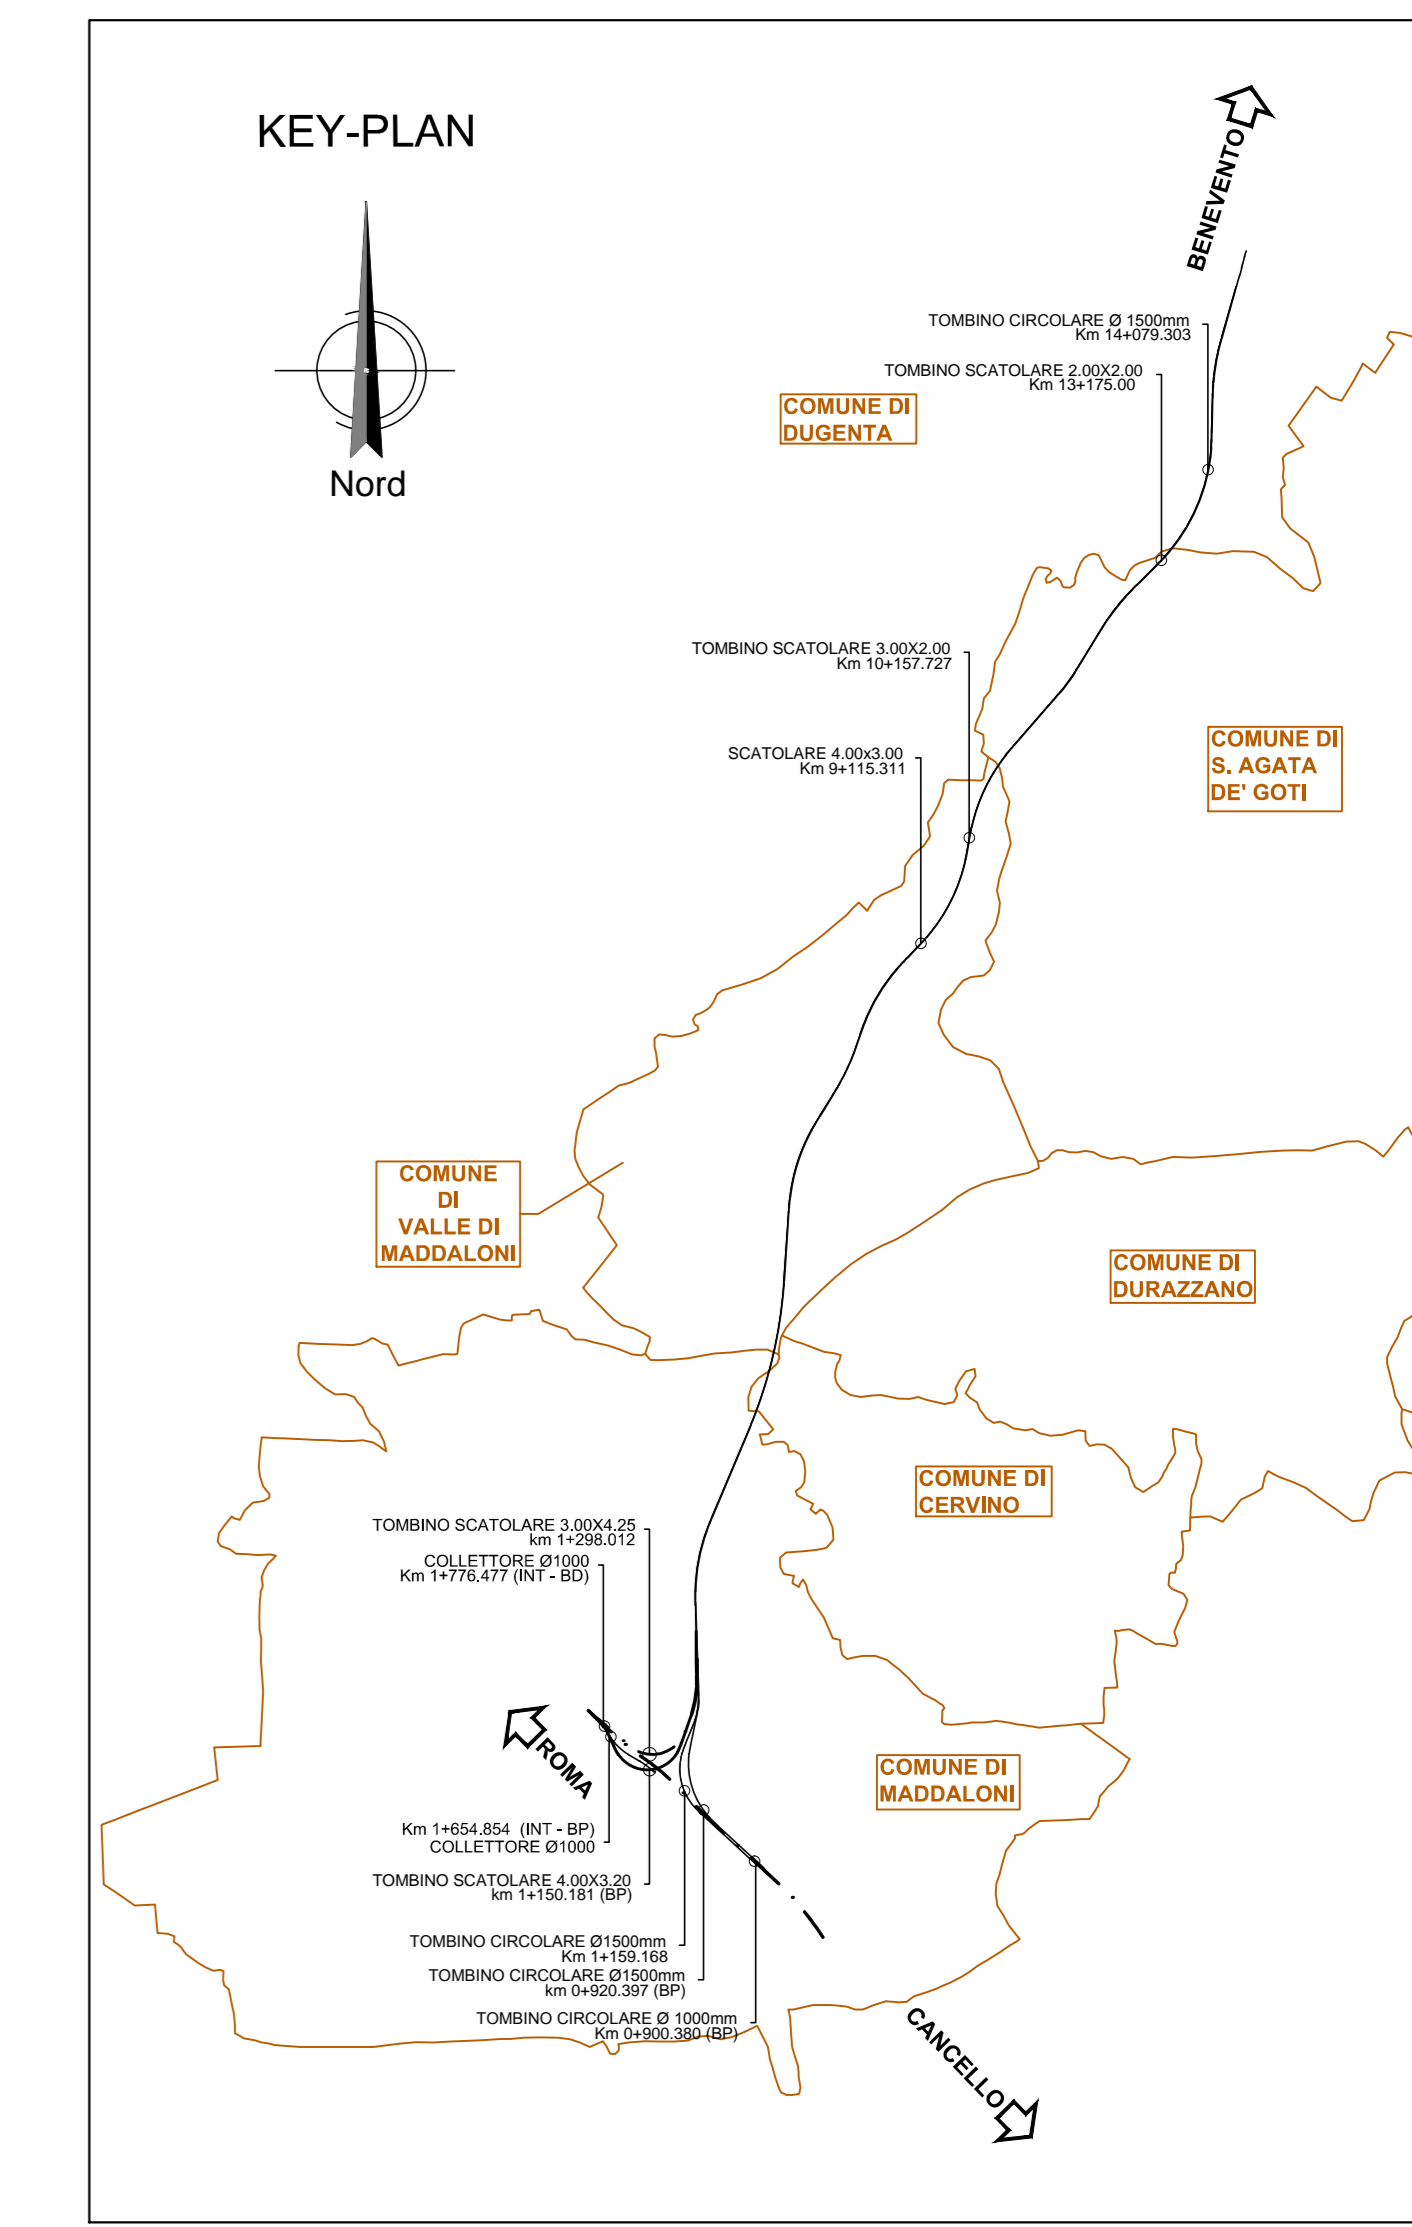 KEY-PLAN
Nord
BENEVENTO
TOMBINO CIRCOLARE Ø 1500mm
Km 14+079.303
TOMBINO SCATOLARE 2.00X2.00
Km 13+175.00
COMUNE DI
DUGENTA
TOMBINO SCATOLARE 3.00X2.00
Km 10+157.727
SCATOLARE 4.00x3.00
Km 9+115.311
COMUNE DI
S. AGATA
DE' GOTI
COMUNE
DI
VALLE DI
MADDALONI
COMUNE DI
DURAZZANO
COMUNE DI
CERVINO
TOMBINO SCATOLARE 3.00X4.25
km 1+298.012
COLLETTORE Ø1000
Km 1+776.477 (INT - BD)
ROMA
COMUNE DI
MADDALONI
Km 1+654.854 (INT - BP)
COLLETTORE Ø1000
TOMBINO SCATOLARE 4.00X3.20
km 1+150.181 (BP)
TOMBINO CIRCOLARE Ø1500mm
Km 1+159.168
TOMBINO CIRCOLARE Ø1500mm
km 0+920.397 (BP)
TOMBINO CIRCOLARE Ø 1000mm
Km 0+900.380 (BP)
CANCELLO